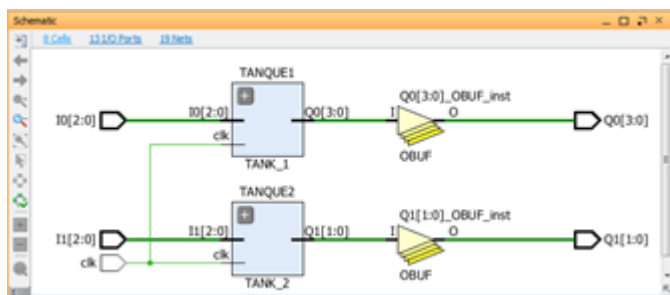 Schematic
8 Cells 13 I/O Ports 19 Nets
TANQUE1
I0[2:0] I0[2:0] Q0[3:0] Q0[3:0]_OBUF_inst
I O Q0[3:0]
clk
TANK_1 OBUF
TANQUE2
I1[2:0] I1[2:0] Q1[1:0] Q1[1:0]_OBUF_inst
I O Q1[1:0]
clk clk
TANK_2 OBUF